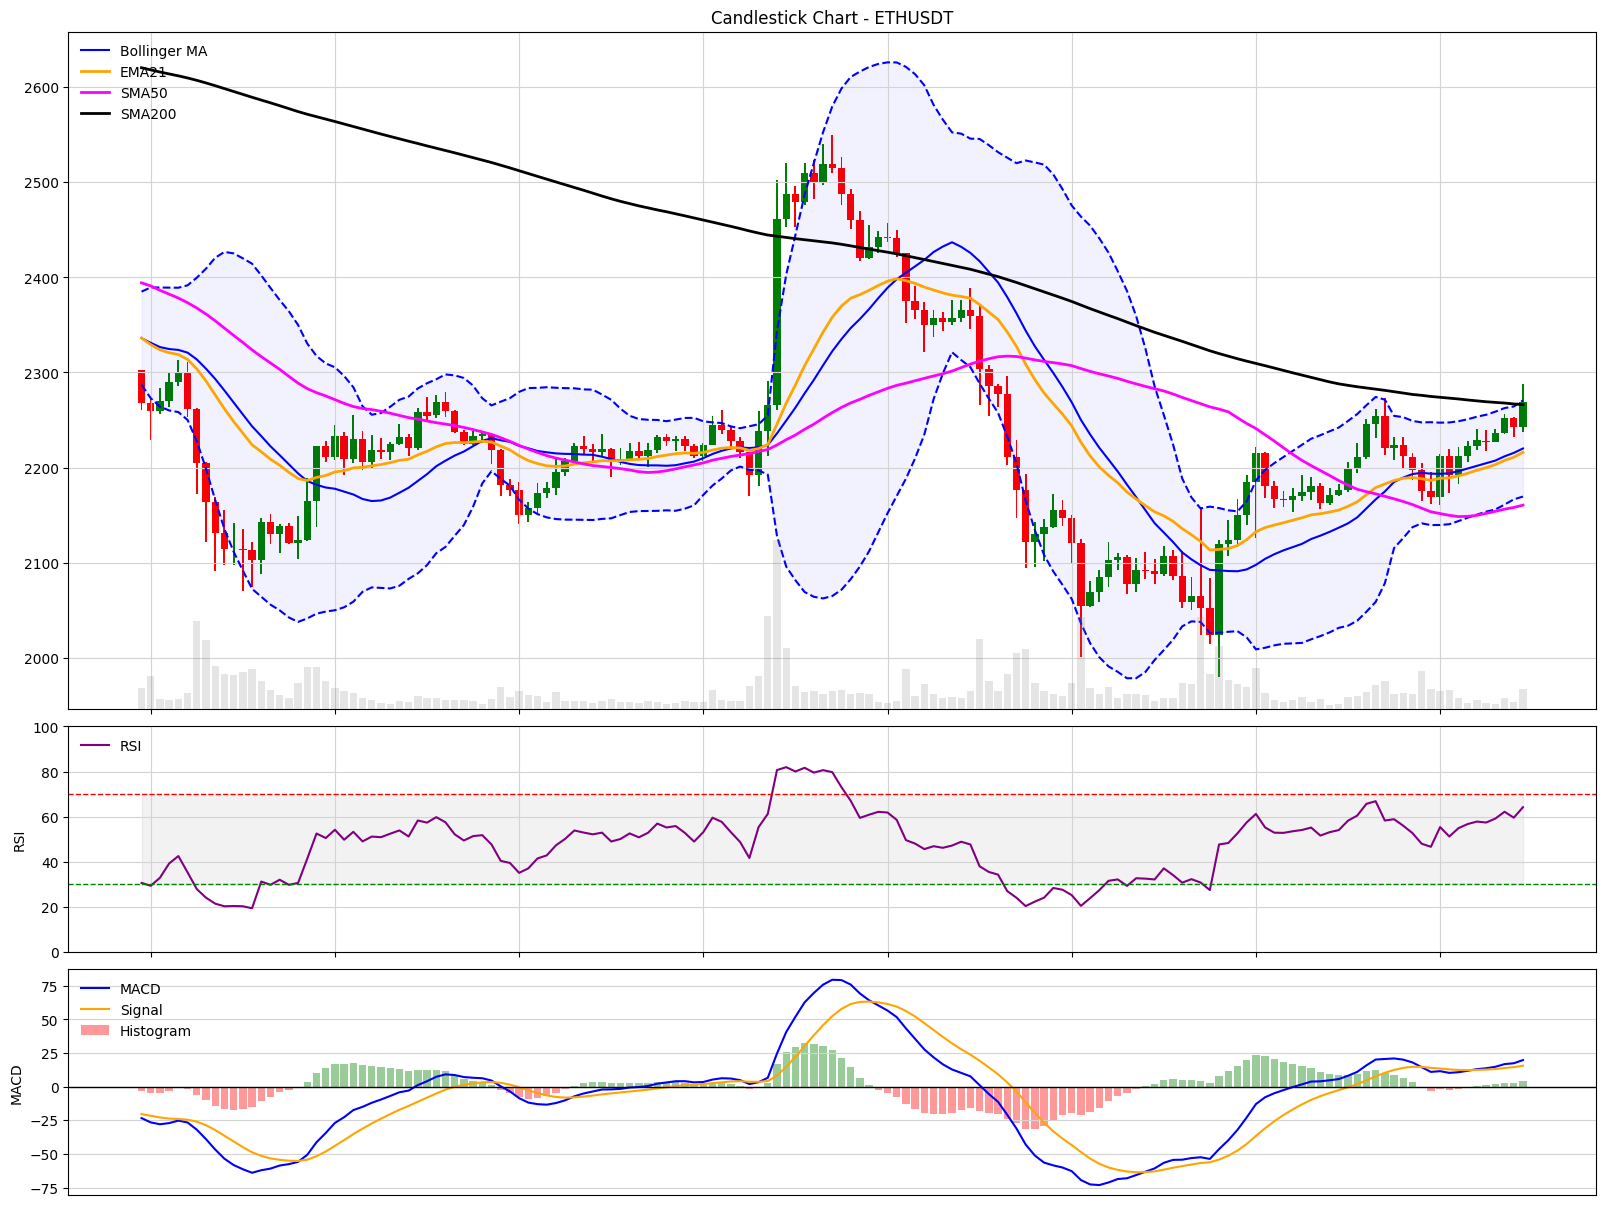 Candlestick Chart - ETHUSDT
Bollinger MA
EMA21
SMA50
SMA200
2600
2500
2400
2300
2200
2100
2000
RSI
100
80
60
40
20
0
RSI
MACD
Signal
Histogram
75
50
25
0
−25
−50
−75
MACD